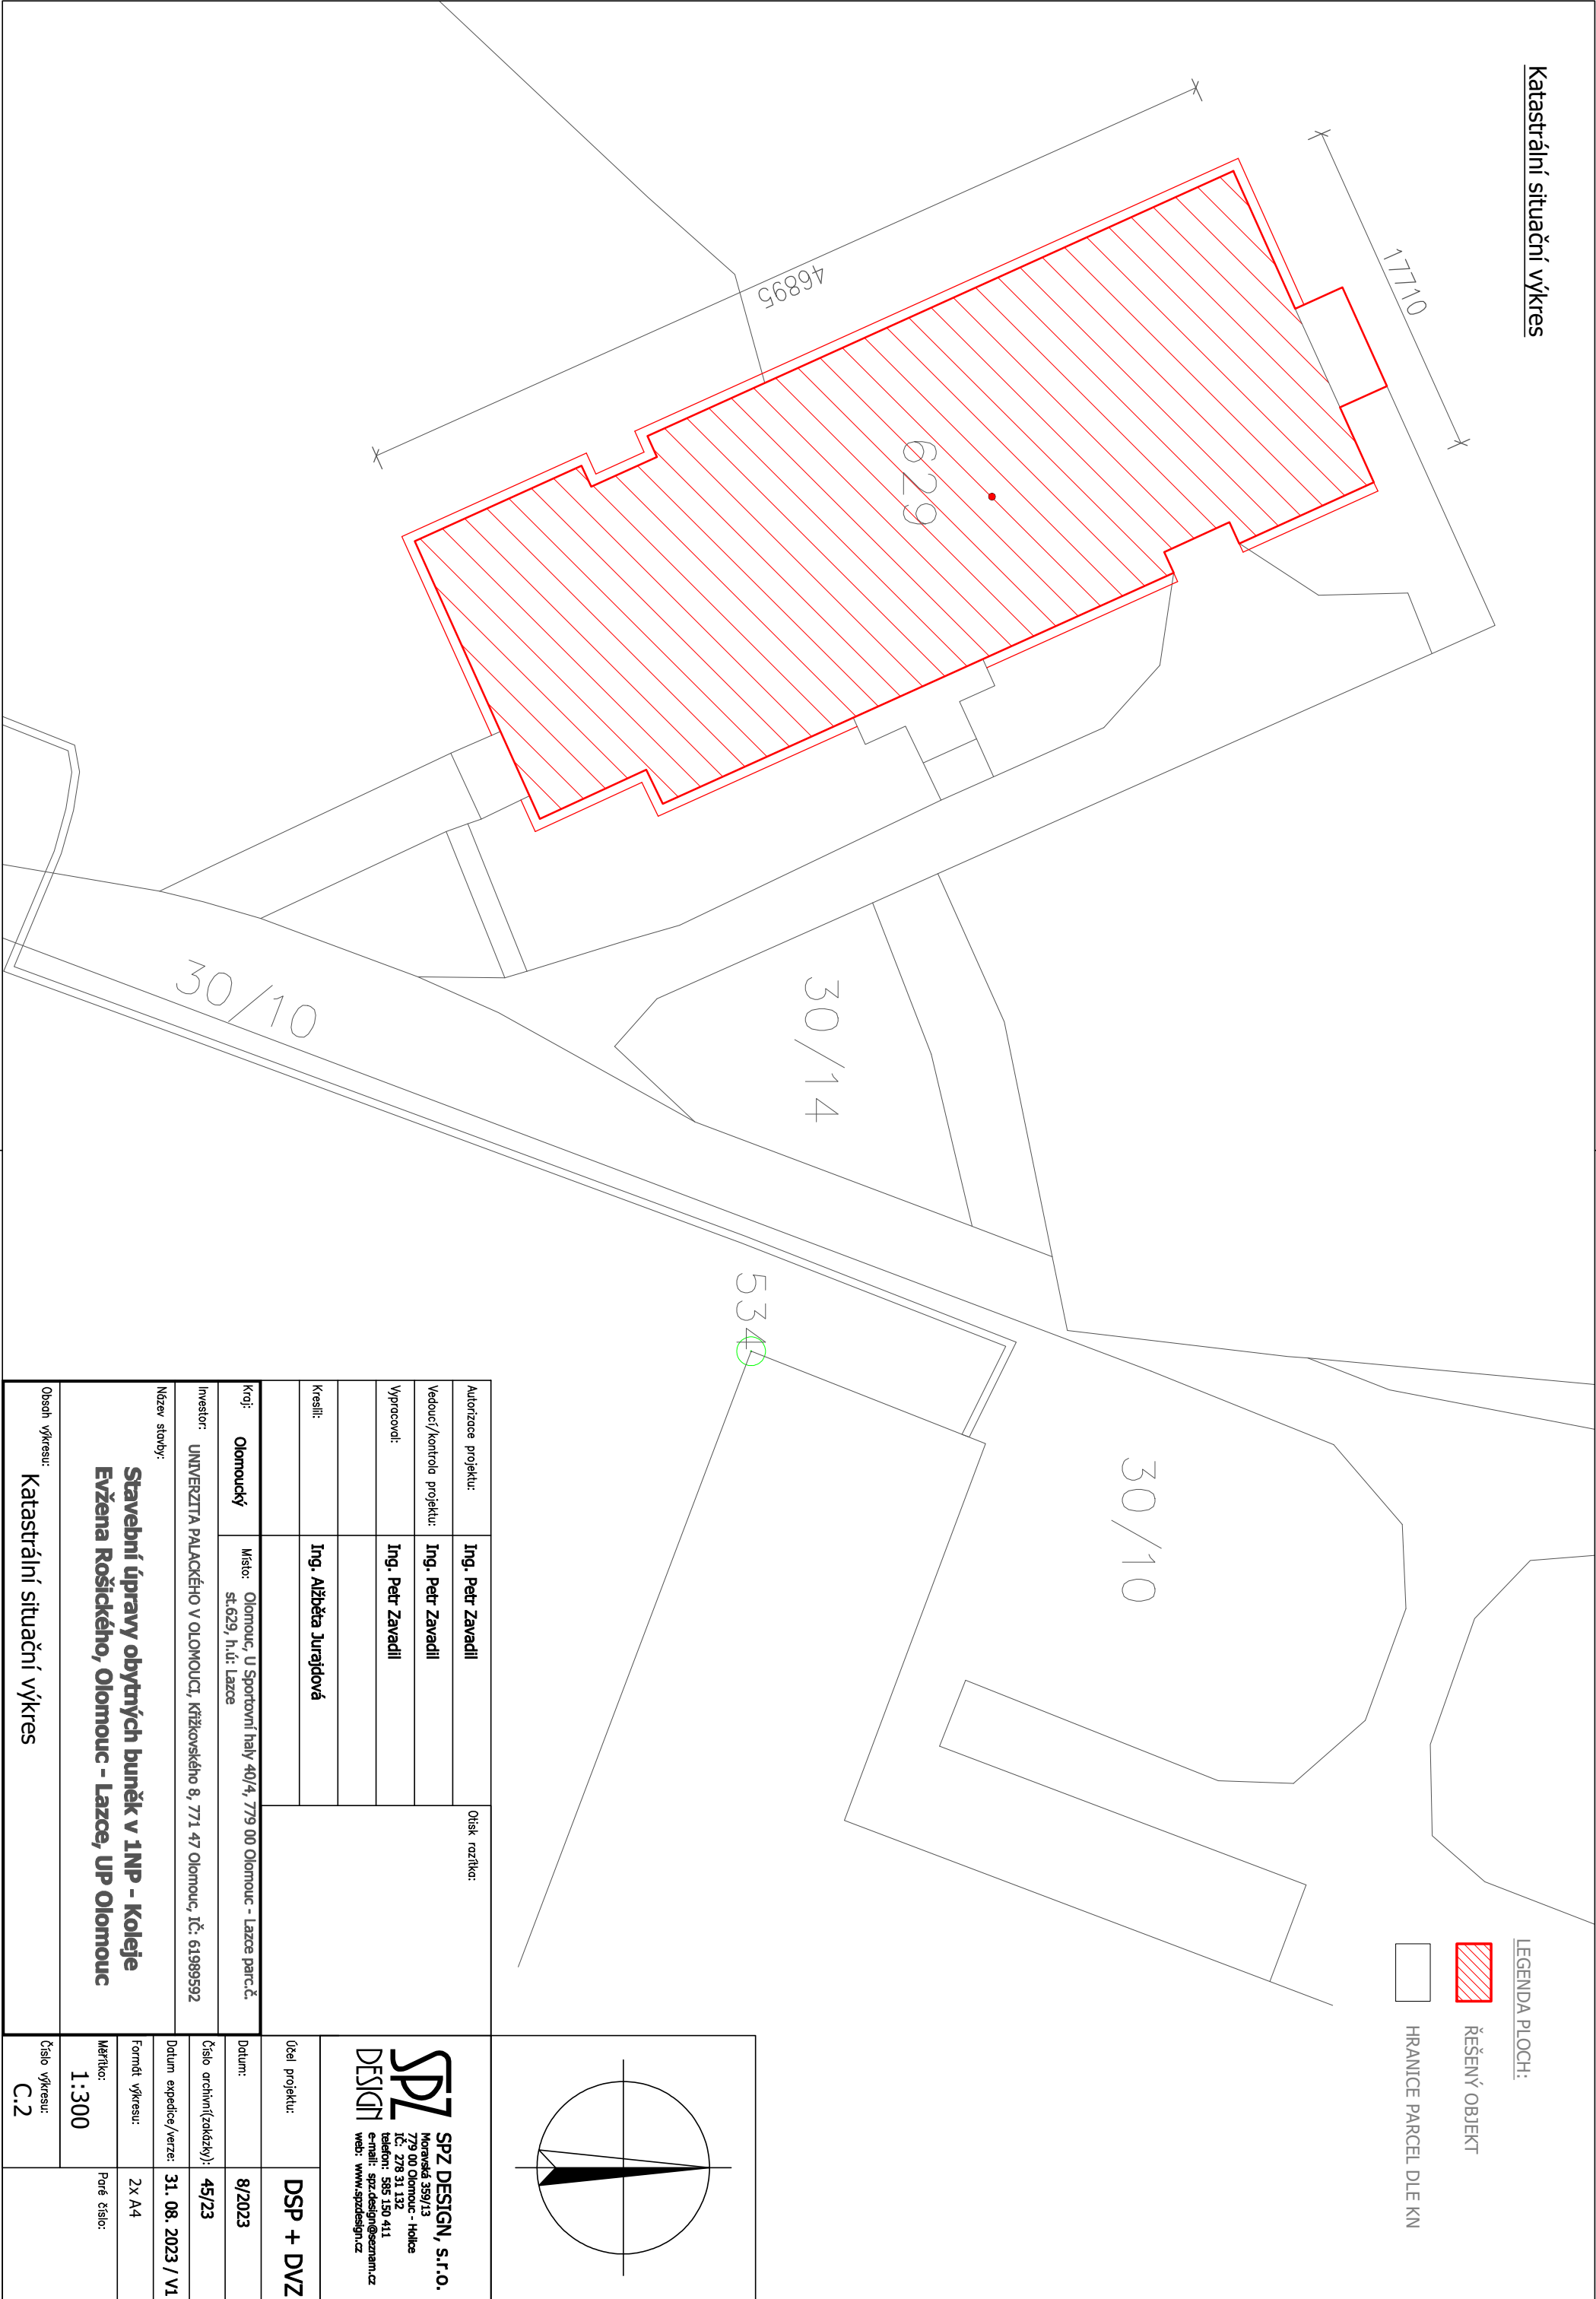 Katastrální situační výkres
17710
46895
629
30/14
30/10
534
30/10
LEGENDA PLOCH:
ŘEŠENÝ OBJEKT
HRANICE PARCEL DLE KN
Autorizace projektu: Ing. Petr Zavadil
Vedoucí/kontrola projektu: Ing. Petr Zavadil
Vypracoval: Ing. Petr Zavadil
Kreslil: Ing. Alžběta Jurajdová
Otisk razítka:
Kraj: Olomoucký
Místo: Olomouc, U Sportovní haly 40/4, 779 00 Olomouc - Lazce parc.č.
st.629, h.ú: Lazce
Investor: UNIVERZITA PALACKÉHO V OLOMOUCI, Křížkovského 8, 771 47 Olomouc, IČ: 61989592
Název stavby:
Stavební úpravy obytných buněk v 1NP - Koleje
Evžena Rošického, Olomouc - Lazce, UP Olomouc
Obsah výkresu:
Katastrální situační výkres
SPZ
DESIGN
SPZ DESIGN, s.r.o.
Moravská 359/13
779 00 Olomouc - Holice
IČ: 278 31 132
telefon: 585 150 411
e-mail: spz.design@seznam.cz
web: www.spzdesign.cz
Účel projektu: DSP + DVZ
Datum: 8/2023
Číslo archivní(zakázky): 45/23
Datum expedice/verze: 31. 08. 2023 / V1
Formát výkresu: 2x A4
Měřítko:
1:300
Paré číslo:
Číslo výkresu:
C.2